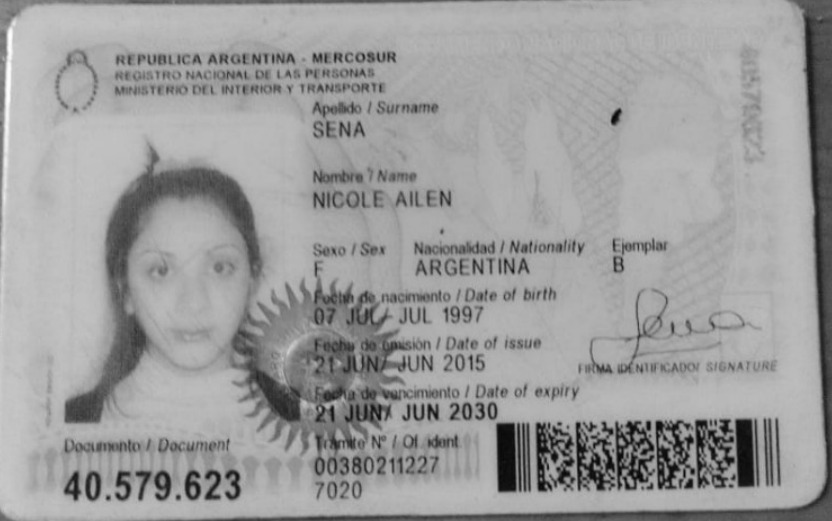 REPUBLICA ARGENTINA - MERCOSUR
REGISTRO NACIONAL DE LAS PERSONAS
MINISTERIO DEL INTERIOR Y TRANSPORTE
Apellido / Surname
SENA
Nombre / Name
NICOLE AILEN
Sexo / Sex Nacionalidad / Nationality Ejemplar
F ARGENTINA B
Fecha de nacimiento / Date of birth
07 JUL/ JUL 1997
Fecha de emisión / Date of issue
21 JUN/ JUN 2015
FIRMA IDENTIFICADO/ SIGNATURE
Fecha de vencimiento / Date of expiry
21 JUN/ JUN 2030
Documento / Document
40.579.623
Trámite N° / Of. ident.
00380211227
7020